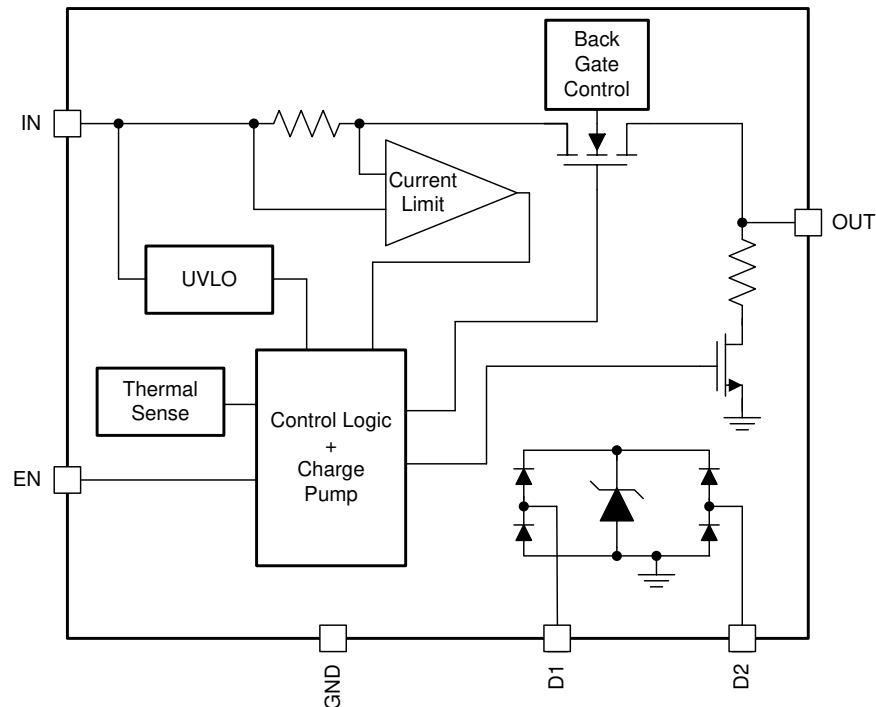 Back
Gate
Control
IN
Current
Limit
OUT
UVLO
Thermal
Sense
Control Logic
+
Charge
Pump
EN
GND
D1
D2